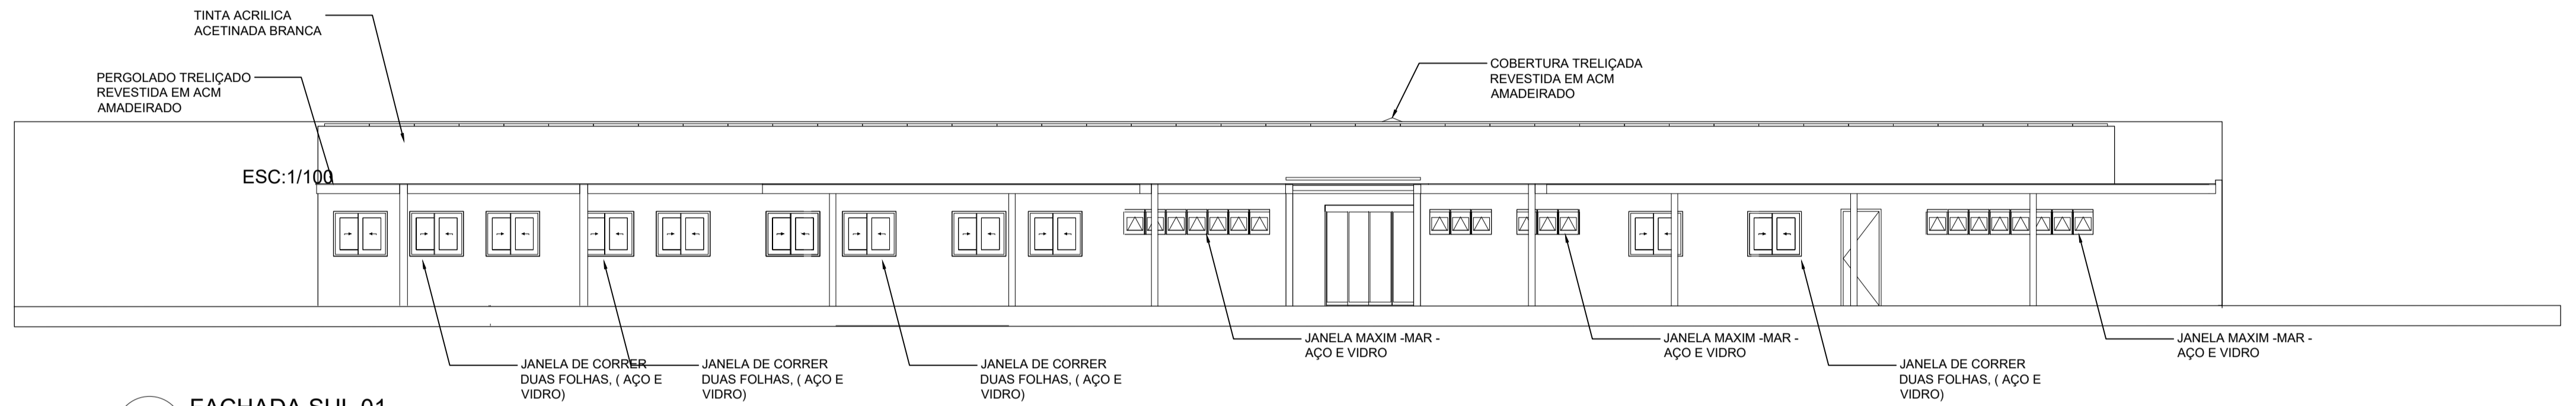 TINTA ACRILICA
ACETINADA BRANCA
PERGOLADO TRELIÇADO
REVESTIDA EM ACM
AMADEIRADO
COBERTURA TRELIÇADA
REVESTIDA EM ACM
AMADEIRADO
ESC:1/100
JANELA DE CORRER
DUAS FOLHAS, ( AÇO E
VIDRO)
JANELA DE CORRER
DUAS FOLHAS, ( AÇO E
VIDRO)
JANELA DE CORRER
DUAS FOLHAS, ( AÇO E
VIDRO)
JANELA MAXIM -MAR -
AÇO E VIDRO
JANELA MAXIM -MAR -
AÇO E VIDRO
JANELA DE CORRER
DUAS FOLHAS, ( AÇO E
VIDRO)
JANELA MAXIM -MAR -
AÇO E VIDRO
FACHADA SUL 01